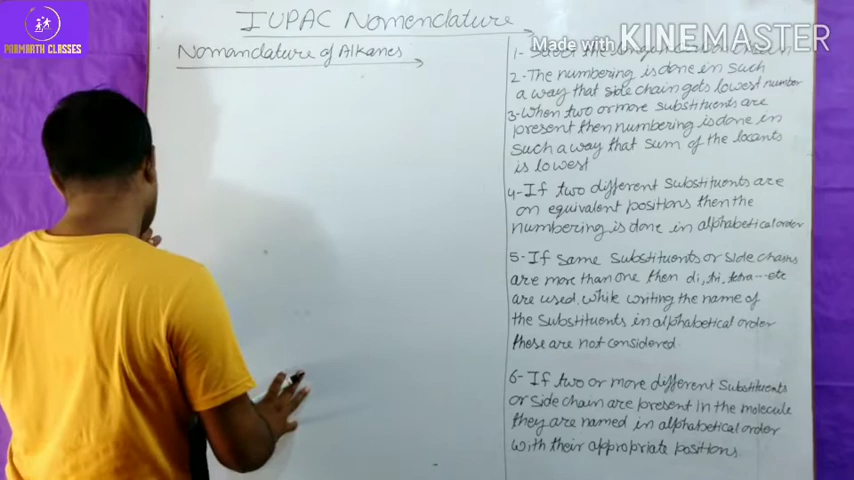 PARMARTH CLASSES
IUPAC Nomenclature
Made with KINEMASTER
Nomanclature of Alkanes
1- Select the longest
2- The numbering is done in such
a way that side chain gets lowest number
3- When two or more substituents are
present then numbering is done in
such a way that sum of the locants
is lowest
4- If two different substituents are
on equivalent positions then the
numbering is done in alphabetical order
5- If same substituents or side chains
are more than one then di, tri, tetra---etc
are used. while writing the name of
the substituents in alphabetical order
these are not considered.
6- If two or more different substituents
or side chain are present in the molecule
they are named in alphabetical order
with their appropriate positions